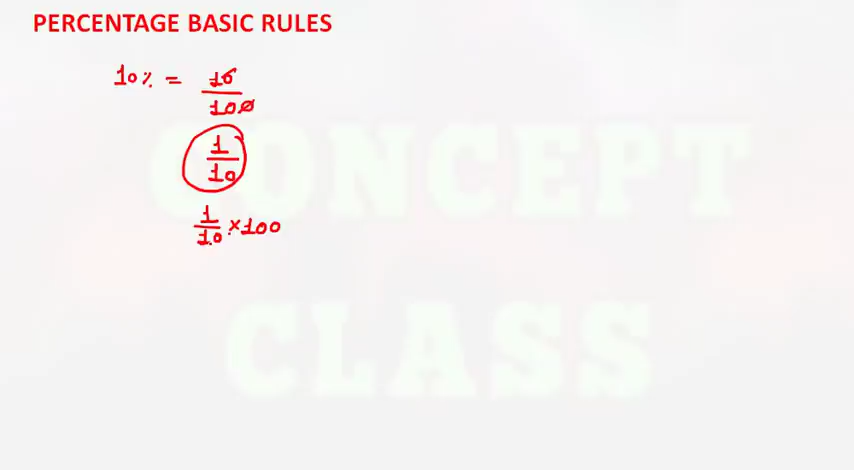 PERCENTAGE BASIC RULES
10% = 10/100
1/10
1/10 × 100
CONCEPT
CLASS